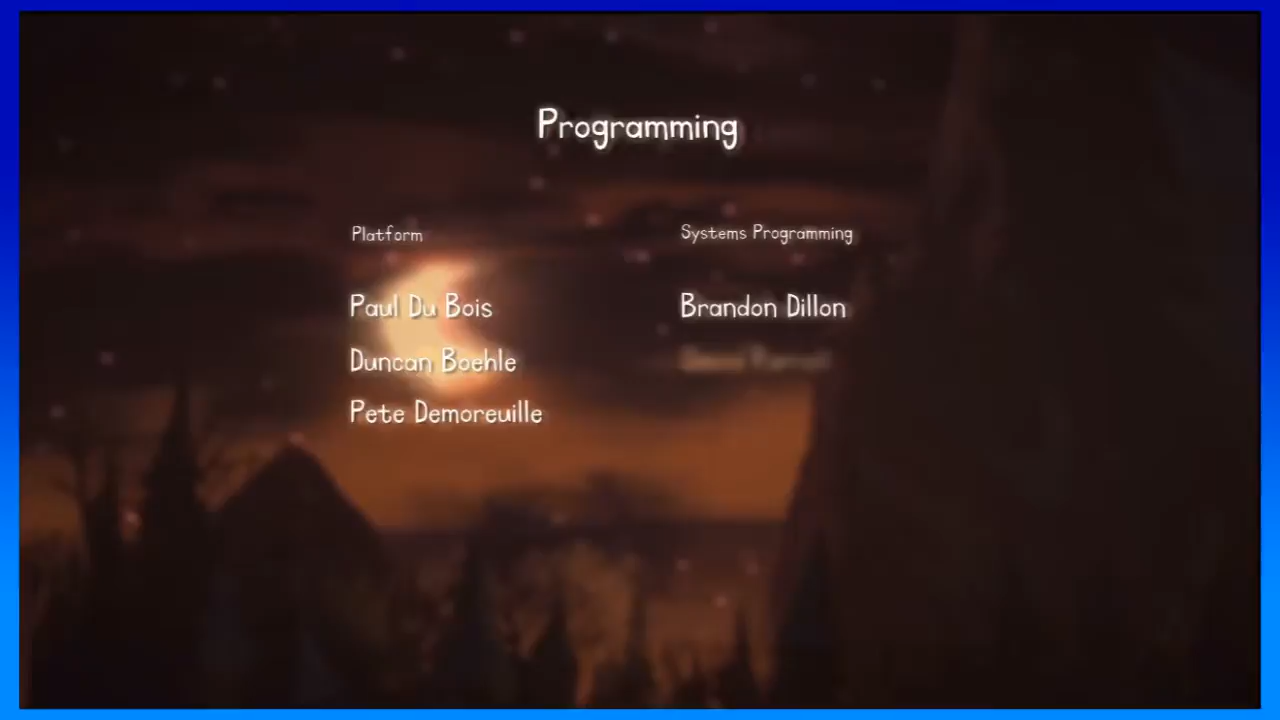 Programming
Platform
Paul Du Bois
Duncan Boehle
Pete Demoreuille
Systems Programming
Brandon Dillon